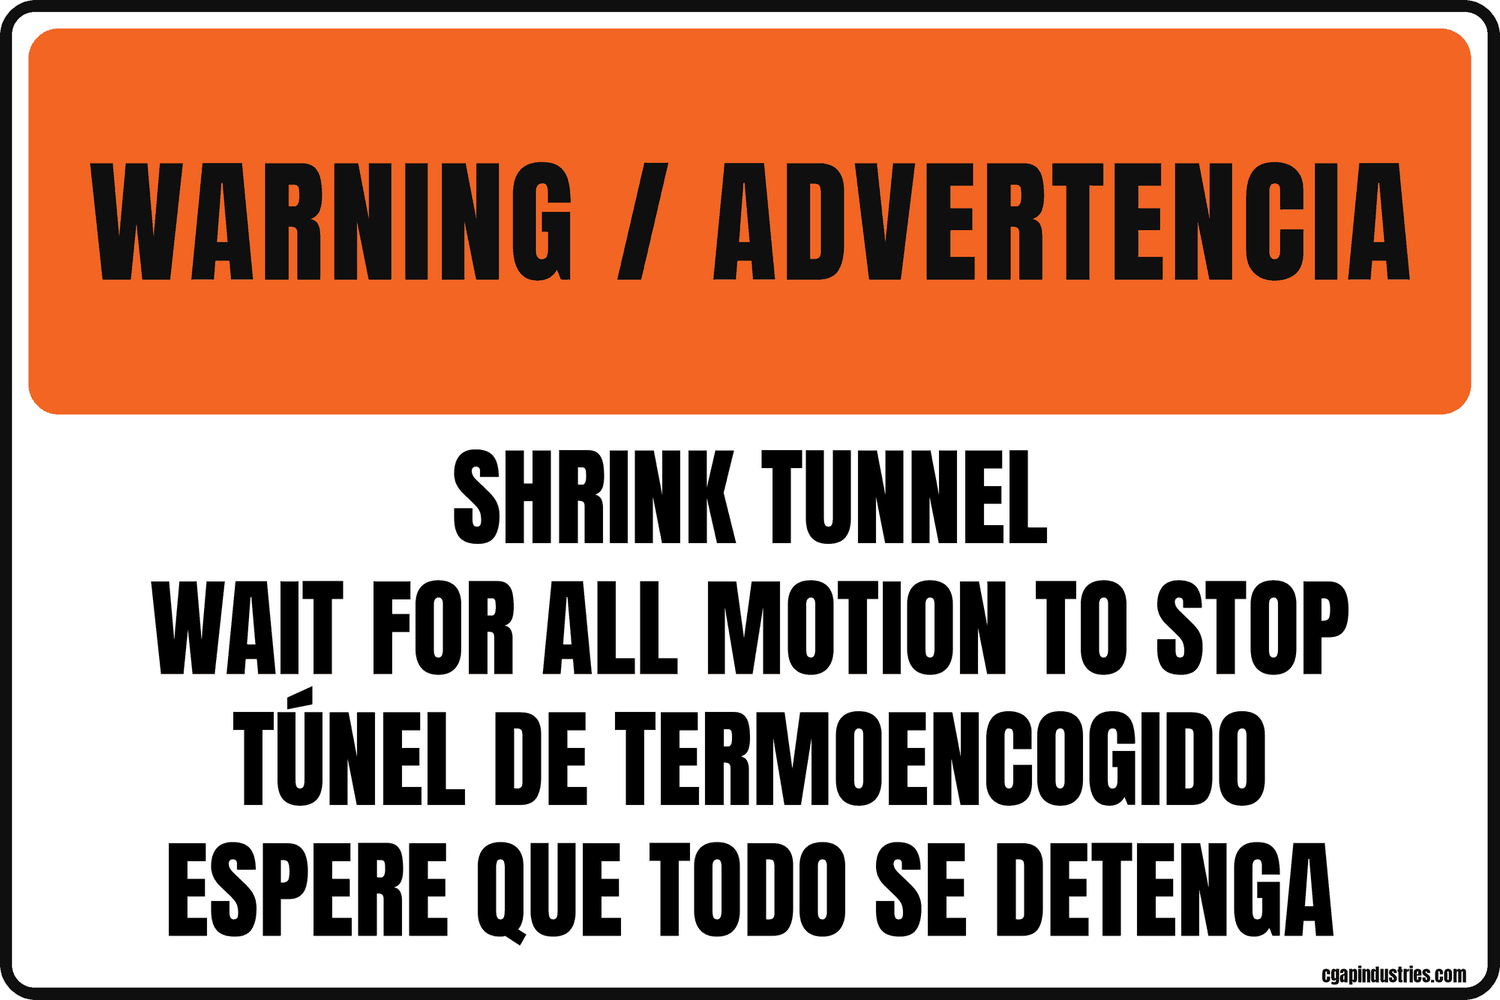 WARNING / ADVERTENCIA
SHRINK TUNNEL
WAIT FOR ALL MOTION TO STOP
TÚNEL DE TERMOENCOGIDO
ESPERE QUE TODO SE DETENGA
cgapindustries.com